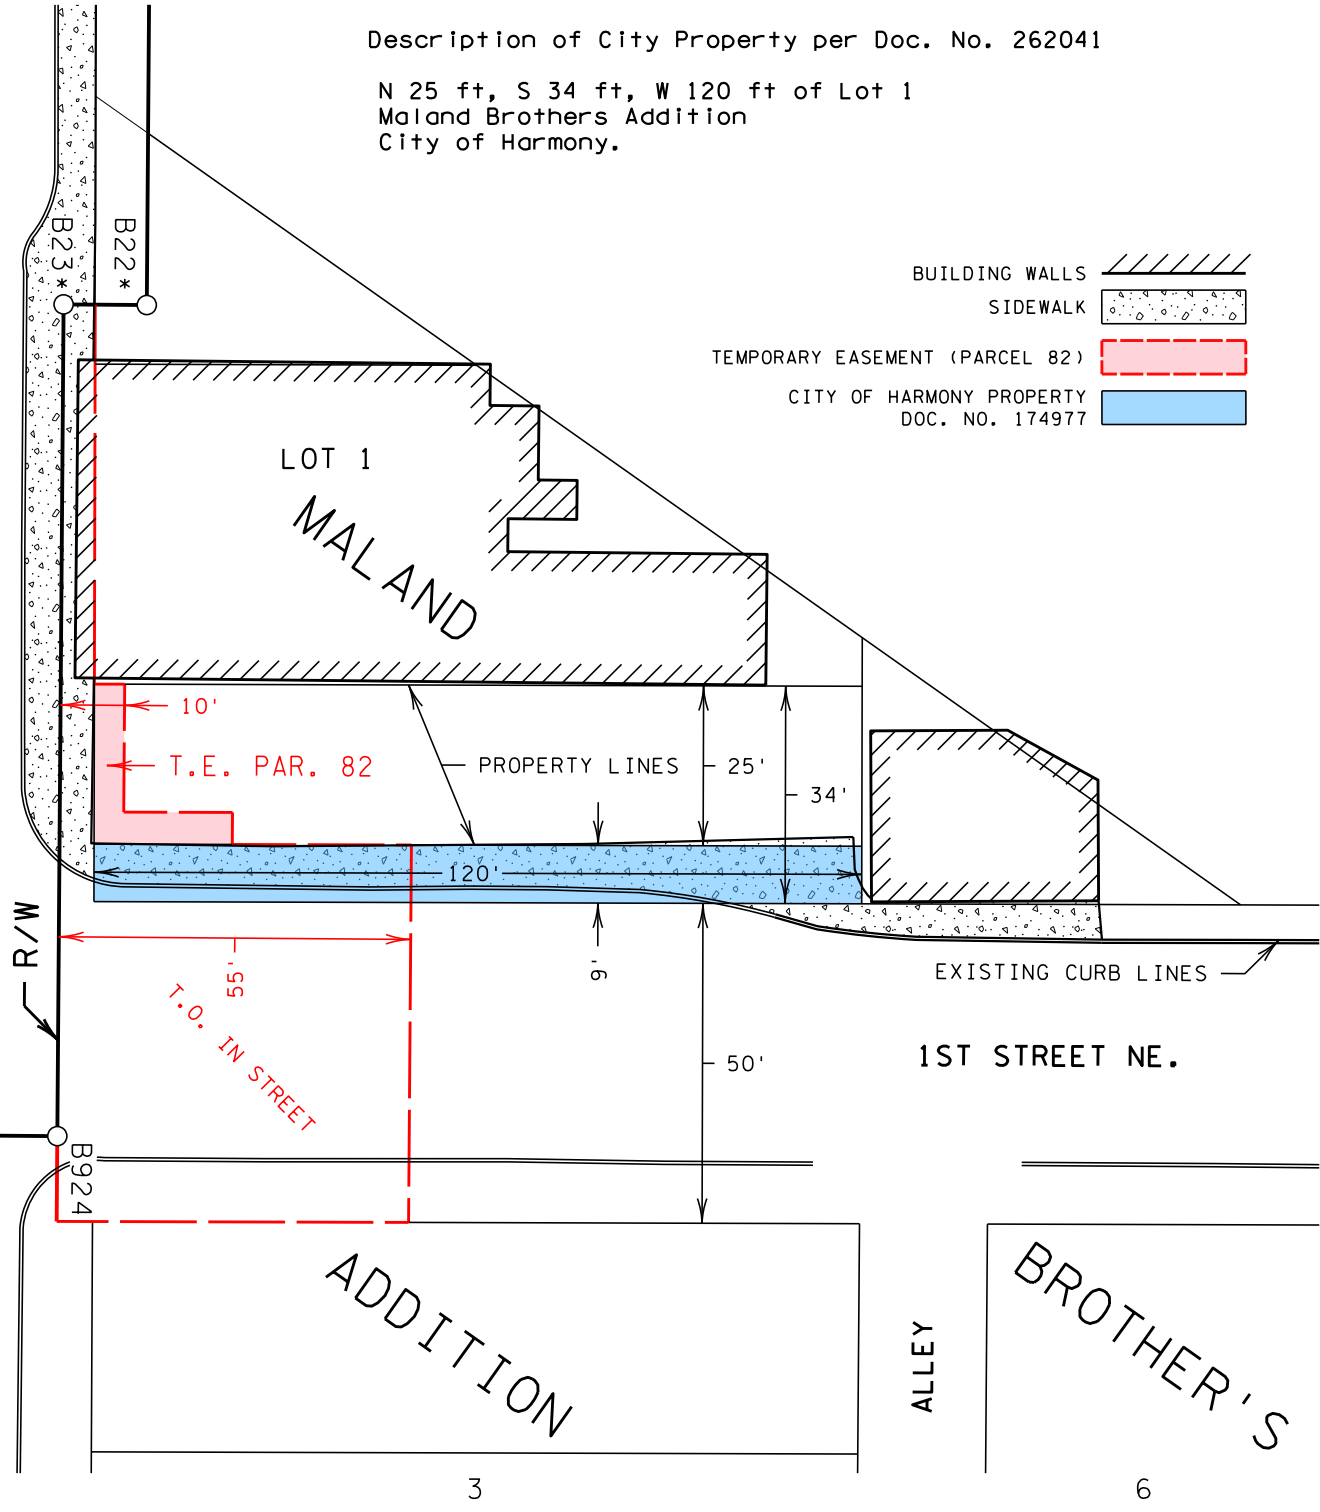 Description of City Property per Doc. No. 262041
N 25 ft, S 34 ft, W 120 ft of Lot 1
Maland Brothers Addition
City of Harmony.
B23*
B22*
BUILDING WALLS
SIDEWALK
TEMPORARY EASEMENT (PARCEL 82)
CITY OF HARMONY PROPERTY
DOC. NO. 174977
LOT 1
MALAND
10'
T.E. PAR. 82
PROPERTY LINES
25'
34'
120'
R/W
55'
9'
T.O. IN STREET
EXISTING CURB LINES
50'
1ST STREET NE.
B924
ADDITION
ALLEY
BROTHER'S
3
6